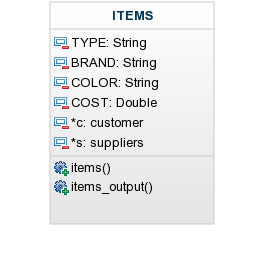 ITEMS
TYPE: String
BRAND: String
COLOR: String
COST: Double
*c: customer
*s: suppliers
items()
items_output()